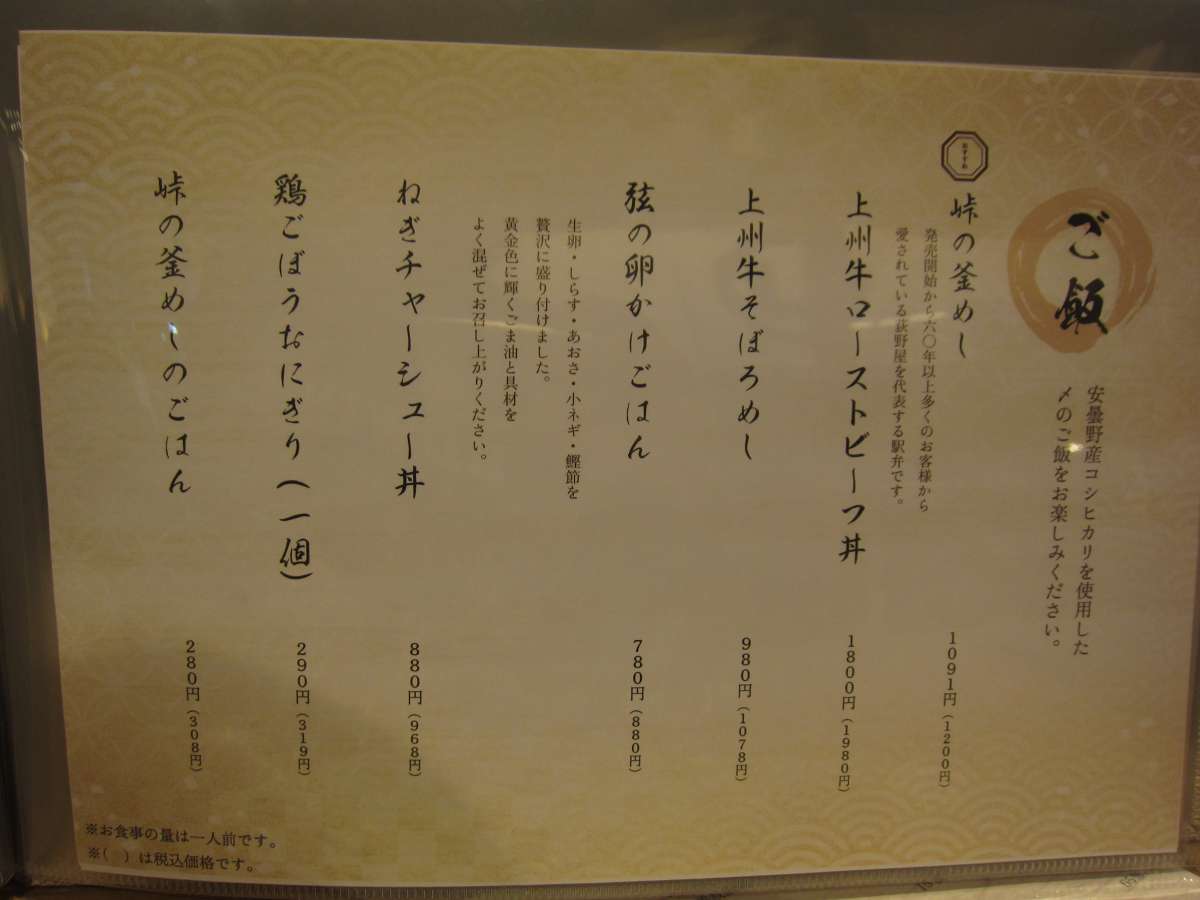 ご飯
安曇野産コシヒカリを使用した
〆のご飯をお楽しみください。
おすすめ
峠の釜めし
発売開始から六〇年以上多くのお客様から
愛されている荻野屋を代表する駅弁です。
1091円(1200円)
上州牛ローストビーフ丼
1800円(1980円)
上州牛そぼろめし
980円(1078円)
弦の卵かけごはん
生卵・しらす・あおさ・小ネギ・鰹節を
贅沢に盛り付けました。
黄金色に輝くごま油と具材を
よく混ぜてお召し上がりください。
780円(880円)
ねぎチャーシュー丼
880円(968円)
鶏ごぼうおにぎり(一個)
290円(319円)
峠の釜めしのごはん
280円(308円)
※お食事の量は一人前です。
※( )は税込価格です。